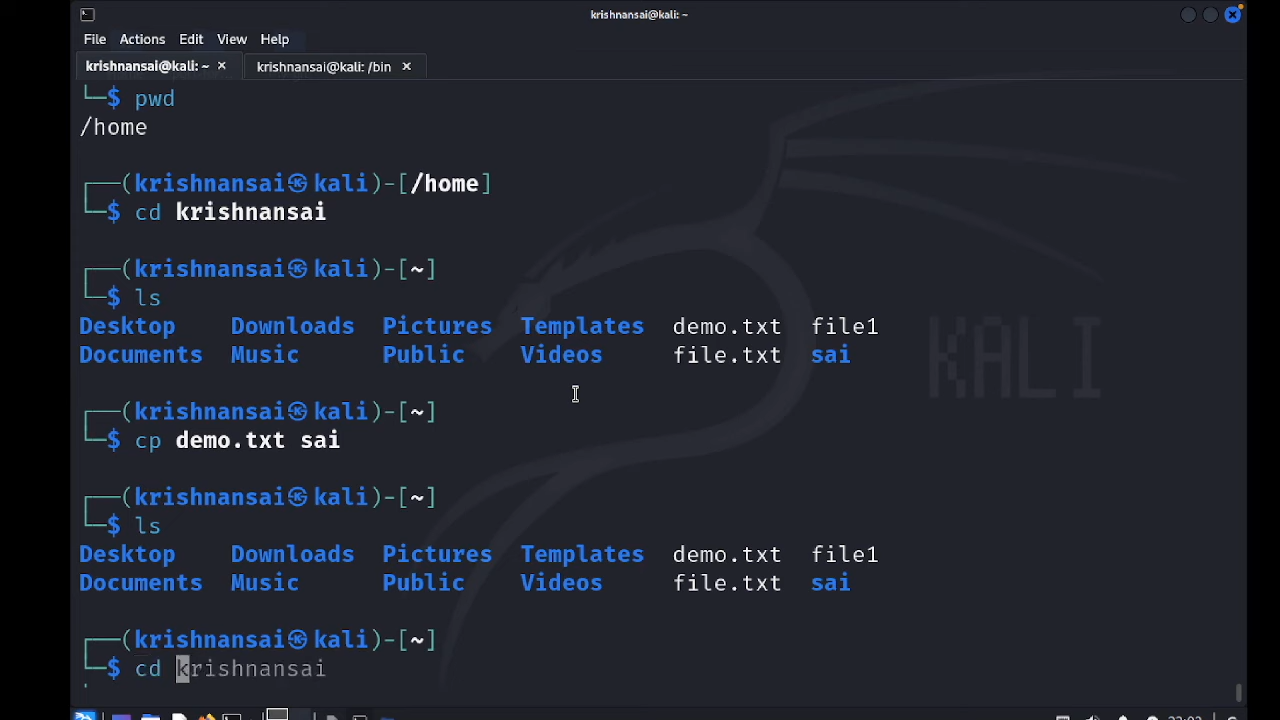 krishnansai@kali: ~
File Actions Edit View Help
krishnansai@kali: ~ × krishnansai@kali: /bin ×
└─$ pwd
/home
┌──(krishnansai㉿kali)-[/home]
└─$ cd krishnansai
┌──(krishnansai㉿kali)-[~]
└─$ ls
Desktop Downloads Pictures Templates demo.txt file1
Documents Music Public Videos file.txt sai
┌──(krishnansai㉿kali)-[~]
└─$ cp demo.txt sai
┌──(krishnansai㉿kali)-[~]
└─$ ls
Desktop Downloads Pictures Templates demo.txt file1
Documents Music Public Videos file.txt sai
┌──(krishnansai㉿kali)-[~]
└─$ cd krishnansai
KALI